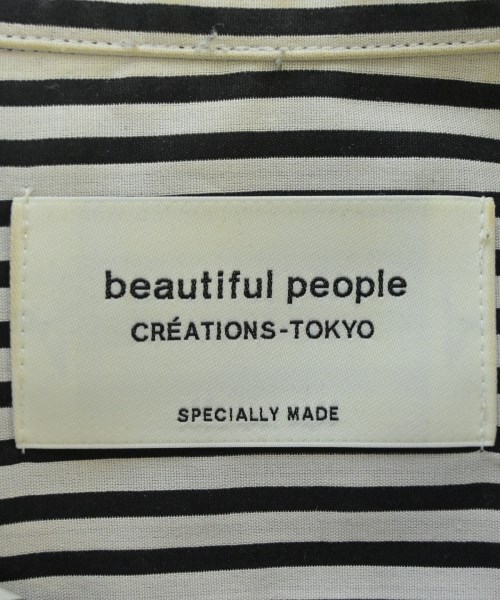 beautiful people
CRÉATIONS-TOKYO
SPECIALLY MADE